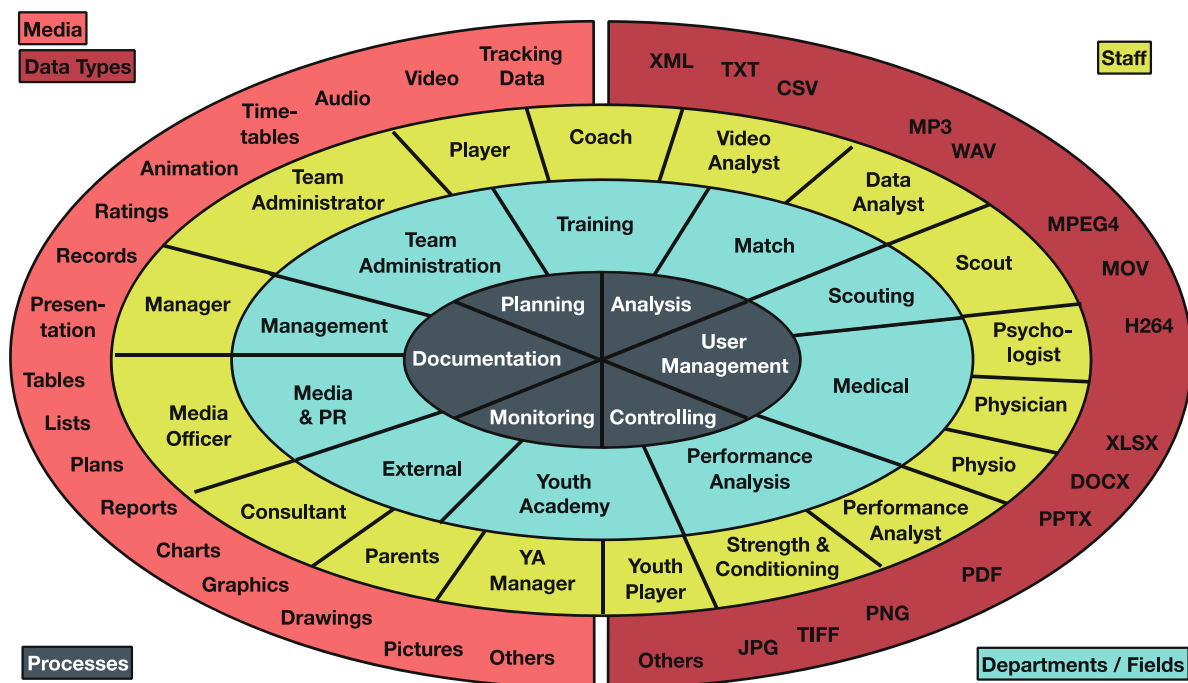 Media
Data Types
Staff
Tracking
Data
Video
Audio
Time-
tables
Animation
Ratings
Records
Presen-
tation
Tables
Lists
Plans
Reports
Charts
Graphics
Drawings
Pictures
Others
XML
TXT
CSV
MP3
WAV
MPEG4
MOV
H264
XLSX
DOCX
PPTX
PDF
PNG
TIFF
JPG
Others
Team
Administrator
Player
Coach
Video
Analyst
Data
Analyst
Scout
Psycho-
logist
Physician
Physio
Performance
Analyst
Strength &
Conditioning
Youth
Player
YA
Manager
Parents
Consultant
Media
Officer
Manager
Team
Administration
Training
Match
Scouting
Medical
Performance
Analysis
Youth
Academy
External
Media
& PR
Management
Planning
Analysis
User
Management
Controlling
Monitoring
Documentation
Processes
Departments / Fields